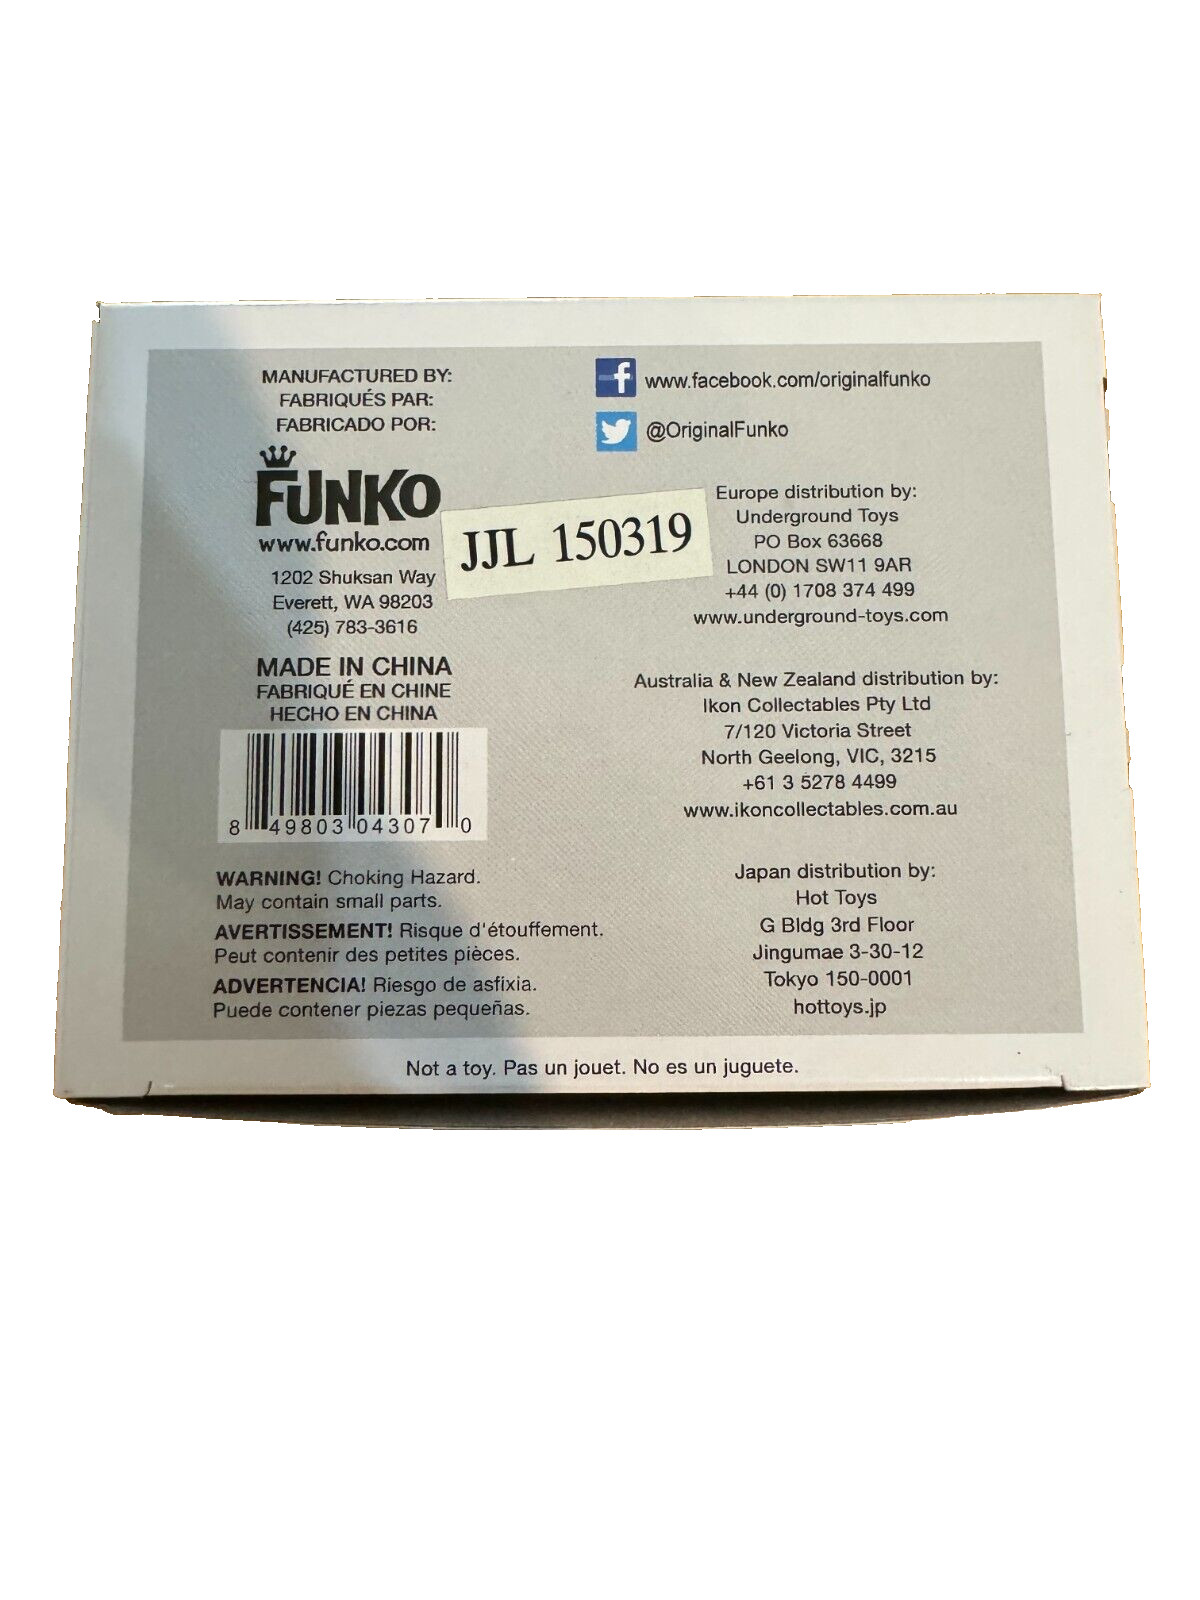 MANUFACTURED BY:
FABRIQUÉS PAR:
FABRICADO POR:
FUNKO
www.funko.com
1202 Shuksan Way
Everett, WA 98203
(425) 783-3616
MADE IN CHINA
FABRIQUÉ EN CHINE
HECHO EN CHINA
8 49803 04307 0
WARNING! Choking Hazard.
May contain small parts.
AVERTISSEMENT! Risque d'étouffement.
Peut contenir des petites pièces.
ADVERTENCIA! Riesgo de asfixia.
Puede contener piezas pequeñas.
JJL 150319
f www.facebook.com/originalfunko
@OriginalFunko
Europe distribution by:
Underground Toys
PO Box 63668
LONDON SW11 9AR
+44 (0) 1708 374 499
www.underground-toys.com
Australia & New Zealand distribution by:
Ikon Collectables Pty Ltd
7/120 Victoria Street
North Geelong, VIC, 3215
+61 3 5278 4499
www.ikoncollectables.com.au
Japan distribution by:
Hot Toys
G Bldg 3rd Floor
Jingumae 3-30-12
Tokyo 150-0001
hottoys.jp
Not a toy. Pas un jouet. No es un juguete.